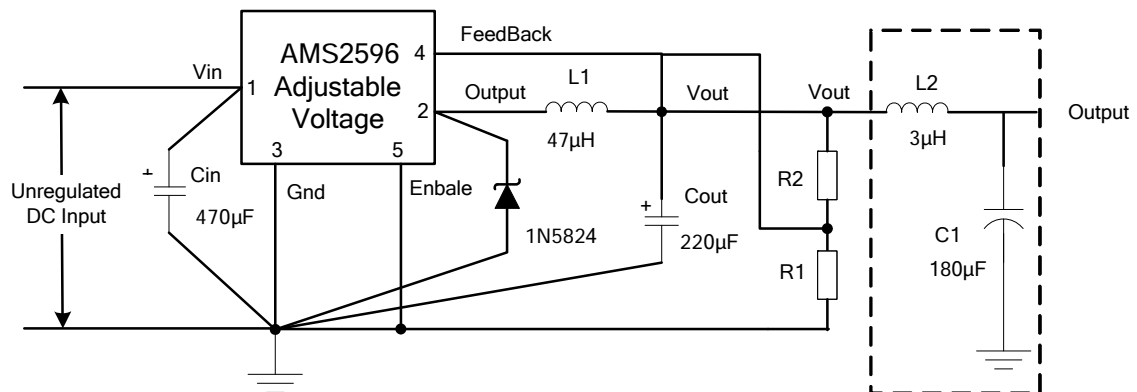 FeedBack
AMS2596
Adjustable
Voltage
4
Vin
1
2
Output
L1
47µH
Vout
Vout
L2
3µH
Output
3
5
Gnd
Enbale
Unregulated
DC Input
+
Cin
470µF
1N5824
+
Cout
220µF
R2
R1
C1
180µF